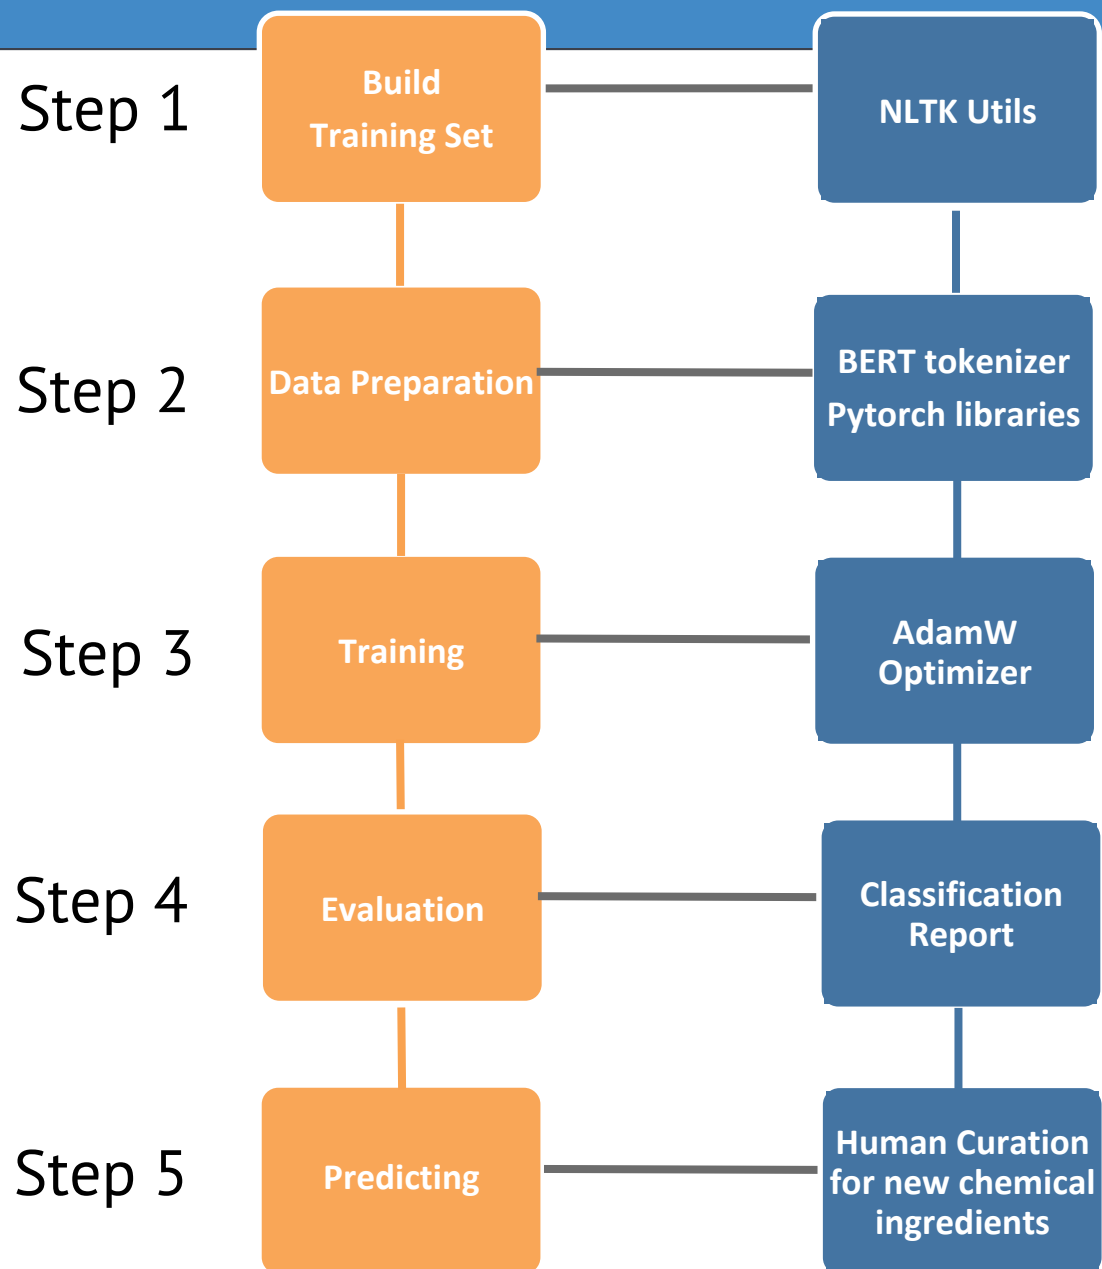 Step 1
Build
Training Set
NLTK Utils
Step 2
Data Preparation
BERT tokenizer
Pytorch libraries
Step 3
Training
AdamW
Optimizer
Step 4
Evaluation
Classification
Report
Step 5
Predicting
Human Curation
for new chemical
ingredients